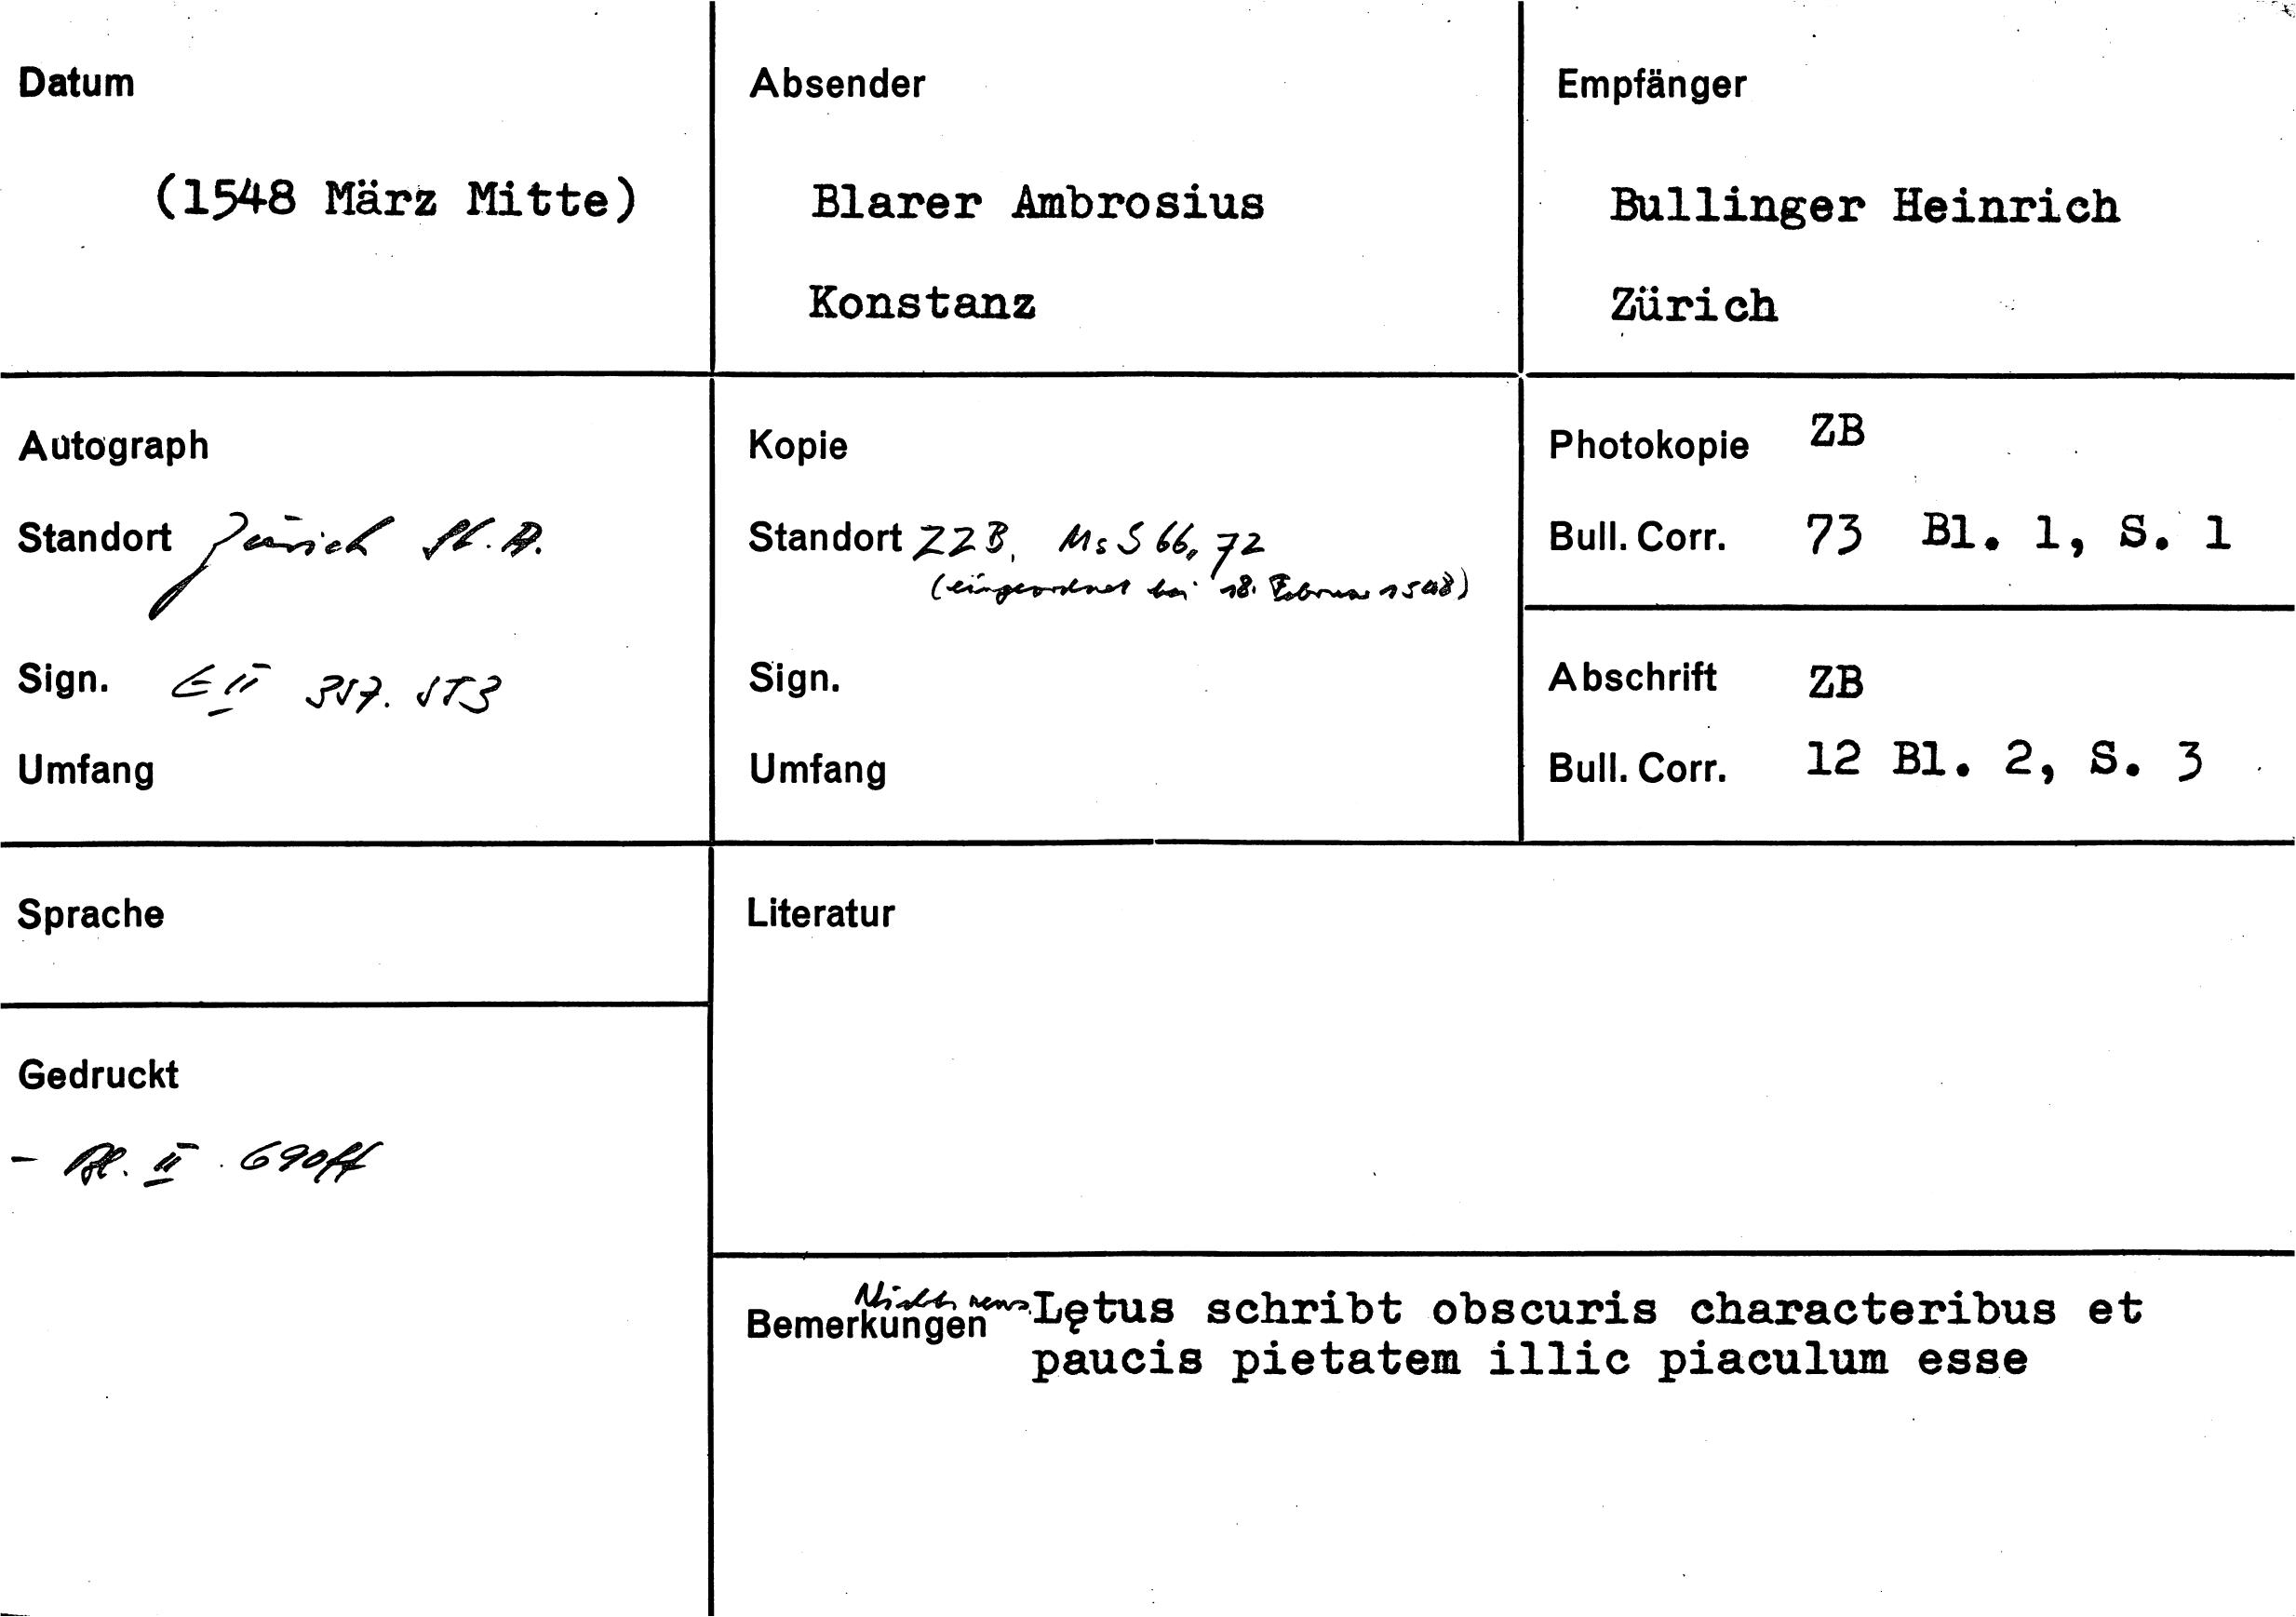 Datum
(1548 März Mitte)
Absender
Blarer Ambrosius
Konstanz
Empfänger
Bullinger Heinrich
Zürich
Autograph
Standort Zürich St. A.
Sign. E II 357. 553
Umfang
Kopie
Standort ZZB, Ms S 66, 72
(eingeordnet bei 18. Februar 1548)
Sign.
Umfang
Photokopie ZB
Bull. Corr. 73 Bl. 1, S. 1
Abschrift ZB
Bull. Corr. 12 Bl. 2, S. 3
Sprache
Gedruckt
- Bl. II. 690ff
Literatur
Bemerkungen Lętus schribt obscuris characteribus et
paucis pietatem illic piaculum esse